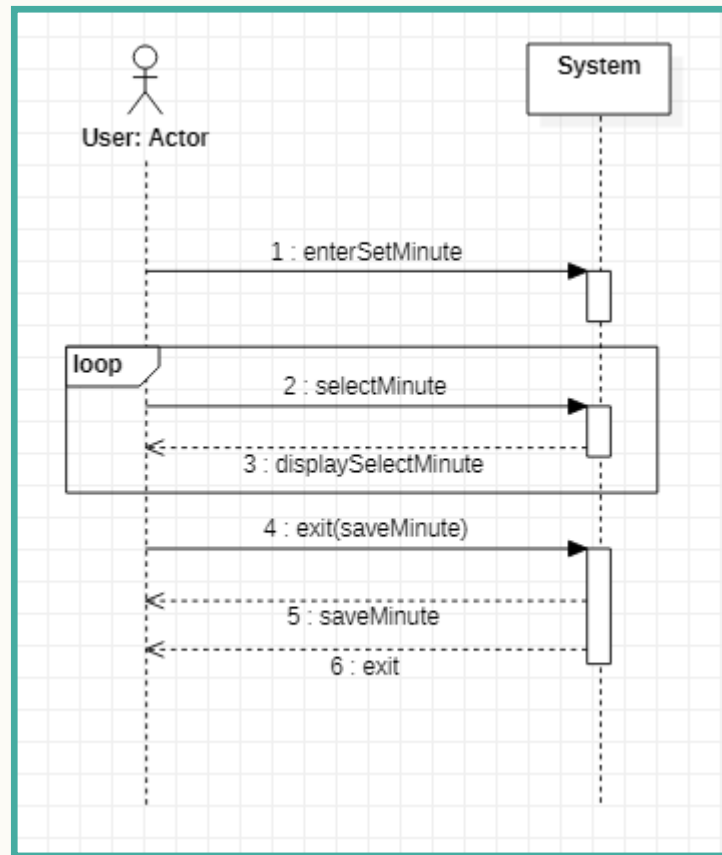 System
User: Actor
1 : enterSetMinute
loop
2 : selectMinute
3 : displaySelectMinute
4 : exit(saveMinute)
5 : saveMinute
6 : exit